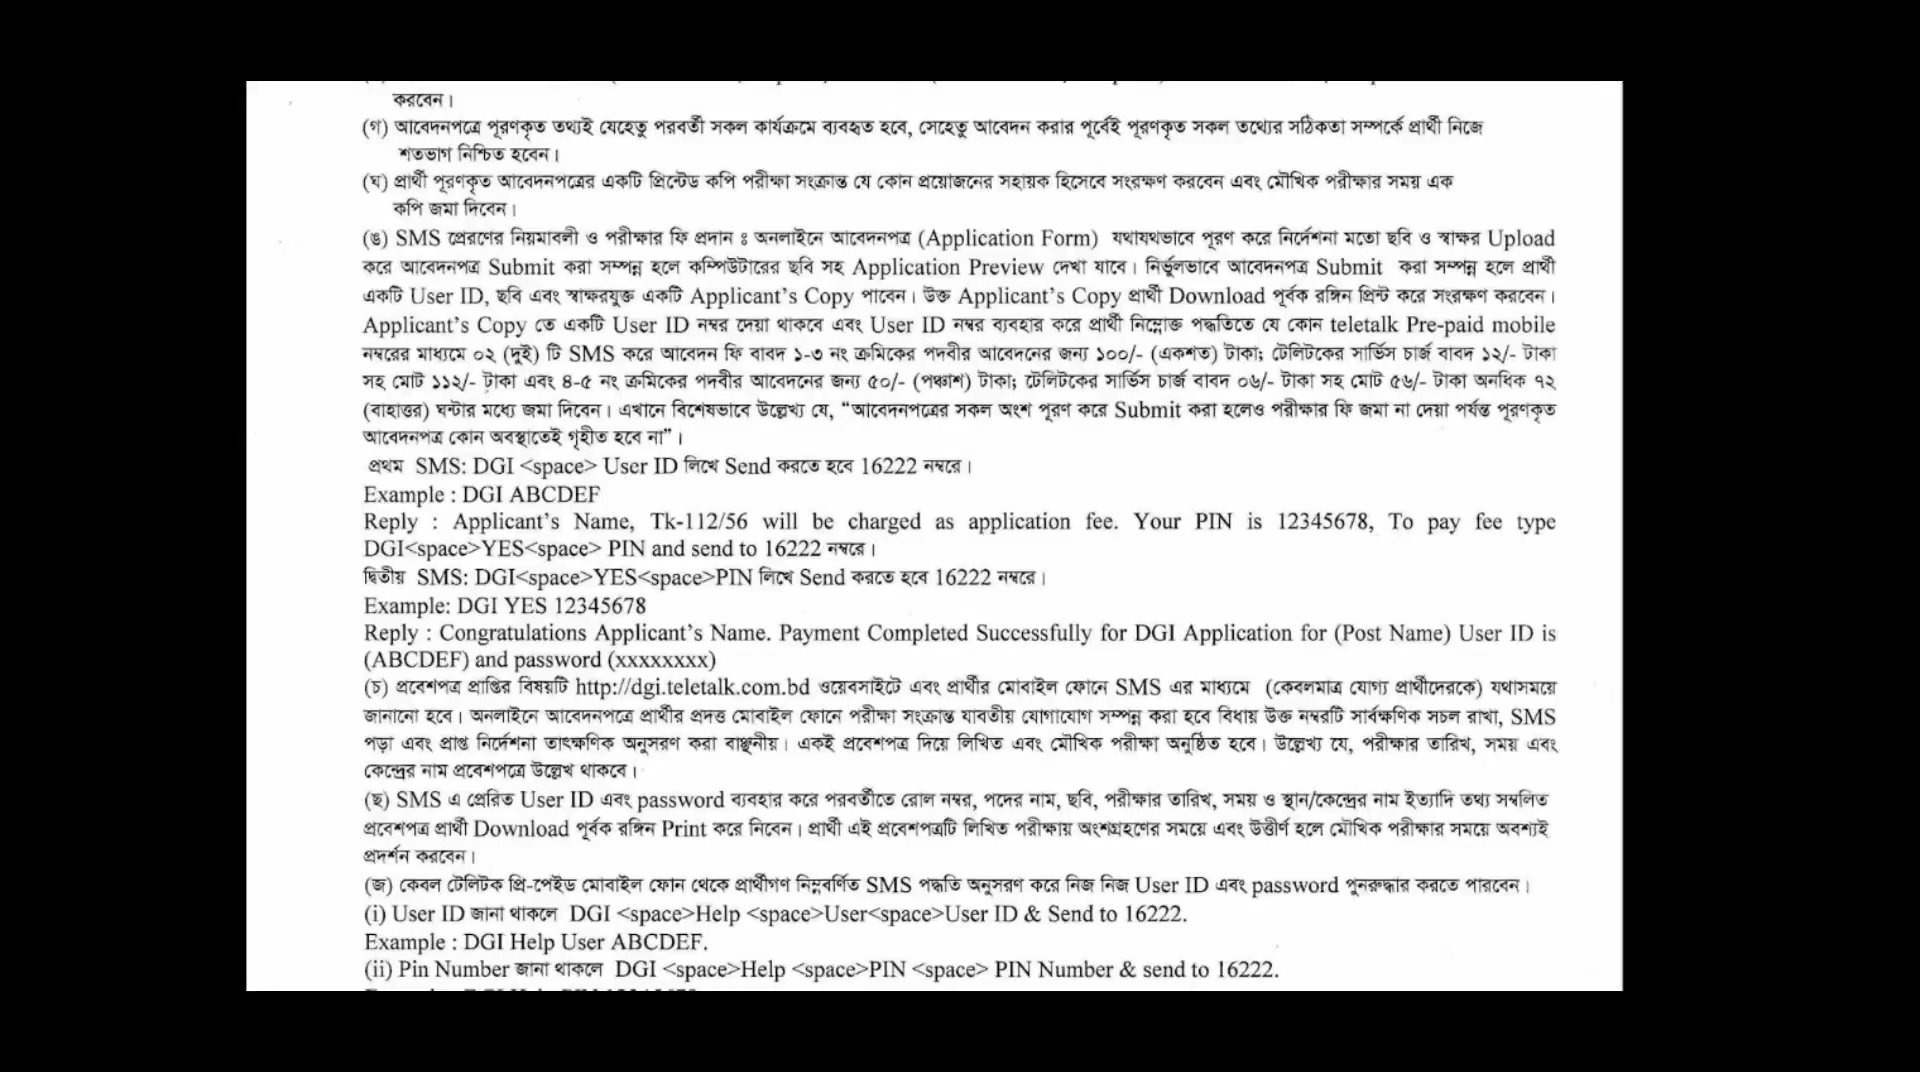 করবেন।
(গ) আবেদনপত্রে পূরণকৃত তথ্যই যেহেতু পরবর্তী সকল কার্যক্রমে ব্যবহৃত হবে, সেহেতু আবেদন করার পূর্বেই পূরণকৃত সকল তথ্যের সঠিকতা সম্পর্কে প্রার্থী নিজে
শতভাগ নিশ্চিত হবেন।
(ঘ) প্রার্থী পূরণকৃত আবেদনপত্রের একটি প্রিন্টেড কপি পরীক্ষা সংক্রান্ত যে কোন প্রয়োজনের সহায়ক হিসেবে সংরক্ষণ করবেন এবং মৌখিক পরীক্ষার সময় এক
কপি জমা দিবেন।
(ঙ) SMS প্রেরণের নিয়মাবলী ও পরীক্ষার ফি প্রদান ঃ অনলাইনে আবেদনপত্র (Application Form) যথাযথভাবে পূরণ করে নির্দেশনা মতো ছবি ও স্বাক্ষর Upload
করে আবেদনপত্র Submit করা সম্পন্ন হলে কম্পিউটারের ছবি সহ Application Preview দেখা যাবে। নির্ভুলভাবে আবেদনপত্র Submit করা সম্পন্ন হলে প্রার্থী
একটি User ID, ছবি এবং স্বাক্ষরযুক্ত একটি Applicant's Copy পাবেন। উক্ত Applicant's Copy প্রার্থী Download পূর্বক রঙ্গিন প্রিন্ট করে সংরক্ষণ করবেন।
Applicant's Copy তে একটি User ID নম্বর দেয়া থাকবে এবং User ID নম্বর ব্যবহার করে প্রার্থী নিম্নোক্ত পদ্ধতিতে যে কোন teletalk Pre-paid mobile
নম্বরের মাধ্যমে ০২ (দুই) টি SMS করে আবেদন ফি বাবদ ১-৩ নং ক্রমিকের পদবীর আবেদনের জন্য ১০০/- (একশত) টাকা; টেলিটকের সার্ভিস চার্জ বাবদ ১২/- টাকা
সহ মোট ১১২/- টাকা এবং ৪-৫ নং ক্রমিকের পদবীর আবেদনের জন্য ৫০/- (পঞ্চাশ) টাকা; টেলিটকের সার্ভিস চার্জ বাবদ ০৬/- টাকা সহ মোট ৫৬/- টাকা অনধিক ৭২
(বাহাত্তর) ঘন্টার মধ্যে জমা দিবেন। এখানে বিশেষভাবে উল্লেখ্য যে, “আবেদনপত্রের সকল অংশ পূরণ করে Submit করা হলেও পরীক্ষার ফি জমা না দেয়া পর্যন্ত পূরণকৃত
আবেদনপত্র কোন অবস্থাতেই গৃহীত হবে না”।
প্রথম SMS: DGI <space> User ID লিখে Send করতে হবে 16222 নম্বরে।
Example : DGI ABCDEF
Reply : Applicant's Name, Tk-112/56 will be charged as application fee. Your PIN is 12345678, To pay fee type
DGI<space>YES<space> PIN and send to 16222 নম্বরে।
দ্বিতীয় SMS: DGI<space>YES<space>PIN লিখে Send করতে হবে 16222 নম্বরে।
Example: DGI YES 12345678
Reply : Congratulations Applicant's Name. Payment Completed Successfully for DGI Application for (Post Name) User ID is
(ABCDEF) and password (xxxxxxxx)
(চ) প্রবেশপত্র প্রাপ্তির বিষয়টি http://dgi.teletalk.com.bd ওয়েবসাইটে এবং প্রার্থীর মোবাইল ফোনে SMS এর মাধ্যমে (কেবলমাত্র যোগ্য প্রার্থীদেরকে) যথাসময়ে
জানানো হবে। অনলাইনে আবেদনপত্রে প্রার্থীর প্রদত্ত মোবাইল ফোনে পরীক্ষা সংক্রান্ত যাবতীয় যোগাযোগ সম্পন্ন করা হবে বিধায় উক্ত নম্বরটি সার্বক্ষণিক সচল রাখা, SMS
পড়া এবং প্রাপ্ত নির্দেশনা তাৎক্ষণিক অনুসরণ করা বাঞ্ছনীয়। একই প্রবেশপত্র দিয়ে লিখিত এবং মৌখিক পরীক্ষা অনুষ্ঠিত হবে। উল্লেখ্য যে, পরীক্ষার তারিখ, সময় এবং
কেন্দ্রের নাম প্রবেশপত্রে উল্লেখ থাকবে।
(ছ) SMS এ প্রেরিত User ID এবং password ব্যবহার করে পরবর্তীতে রোল নম্বর, পদের নাম, ছবি, পরীক্ষার তারিখ, সময় ও স্থান/কেন্দ্রের নাম ইত্যাদি তথ্য সম্বলিত
প্রবেশপত্র প্রার্থী Download পূর্বক রঙ্গিন Print করে নিবেন। প্রার্থী এই প্রবেশপত্রটি লিখিত পরীক্ষায় অংশগ্রহণের সময়ে এবং উত্তীর্ণ হলে মৌখিক পরীক্ষার সময়ে অবশ্যই
প্রদর্শন করবেন।
(জ) কেবল টেলিটক প্রি-পেইড মোবাইল ফোন থেকে প্রার্থীগণ নিম্নবর্ণিত SMS পদ্ধতি অনুসরণ করে নিজ নিজ User ID এবং password পুনরুদ্ধার করতে পারবেন।
(i) User ID জানা থাকলে DGI <space>Help <space>User<space>User ID & Send to 16222.
Example : DGI Help User ABCDEF.
(ii) Pin Number জানা থাকলে DGI <space>Help <space>PIN <space> PIN Number & send to 16222.